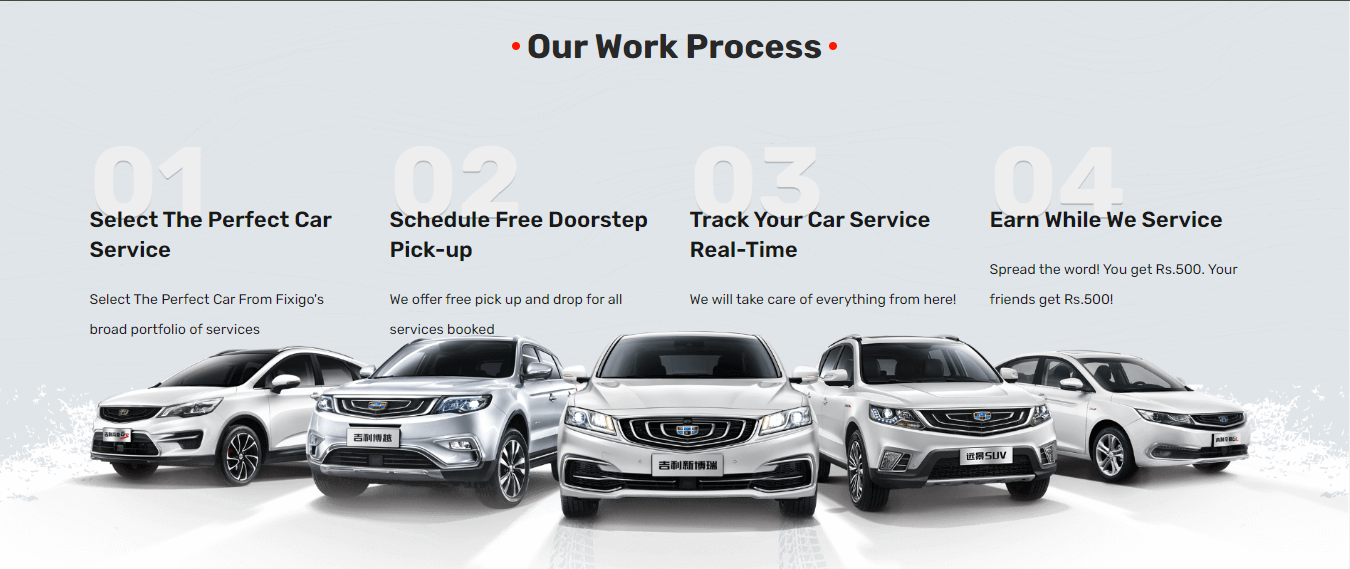 Our Work Process
01
Select The Perfect Car
Service
Select The Perfect Car From Fixigo's
broad portfolio of services
02
Schedule Free Doorstep
Pick-up
We offer free pick up and drop for all
services booked
03
Track Your Car Service
Real-Time
We will take care of everything from here!
04
Earn While We Service
Spread the word! You get Rs.500. Your
friends get Rs.500!
吉利博越
吉利新博瑞
远景SUV